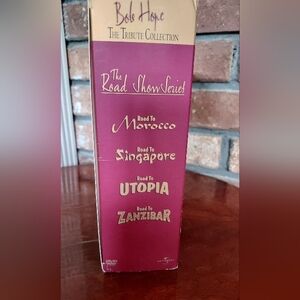 Bob Hope
THE TRIBUTE COLLECTION
The
Road Show Series
Road To
Morocco
Road To
Singapore
Road To
UTOPIA
Road To
ZANZIBAR
DVD
UNIVERSAL